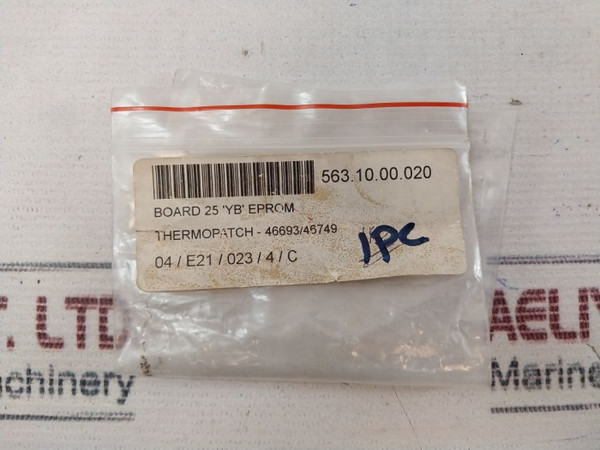 563.10.00.020
BOARD 25 'YB' EPROM
THERMOPATCH - 46693/46749
1PC
04 / E21 / 023 / 4 / C
T. LTD
AELIY
chinery
Marine